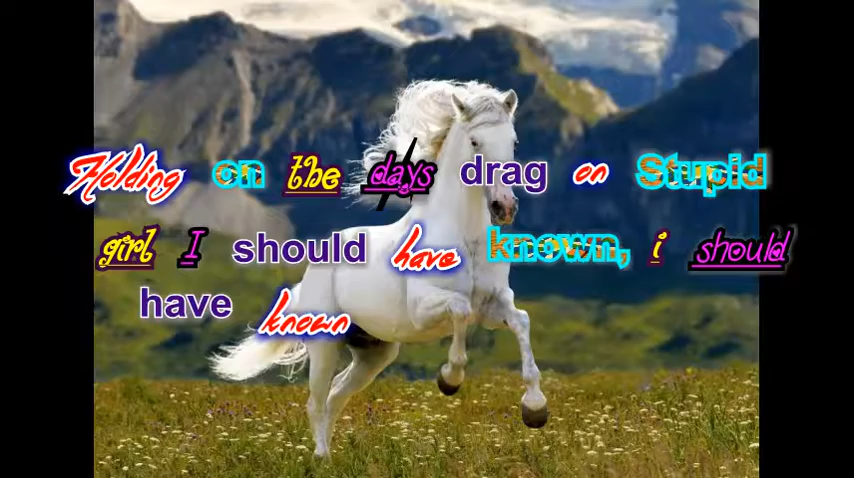 Holding on the days drag on Stupid
girl I should have known, i should
have known